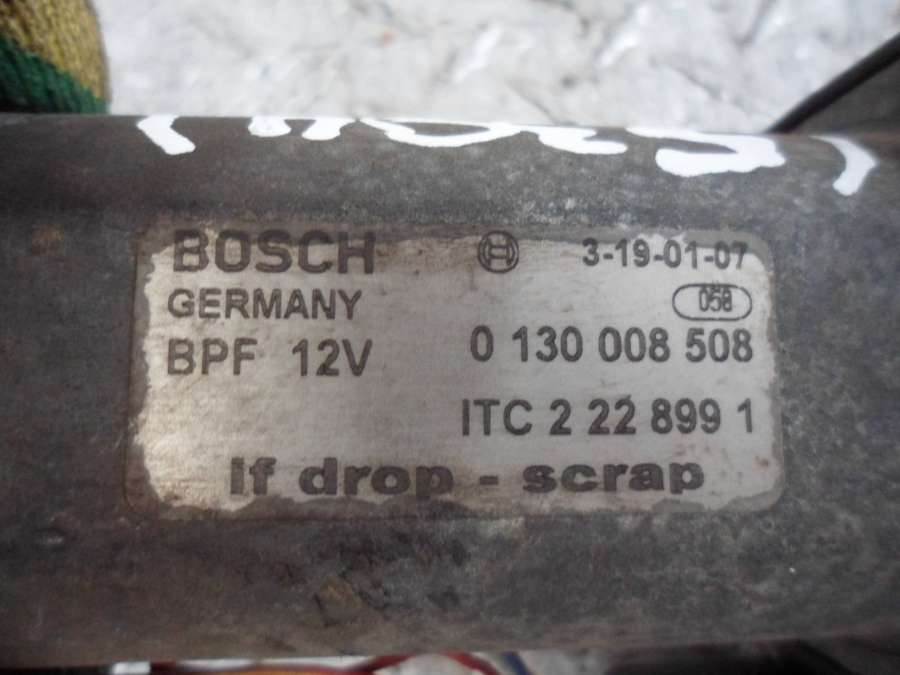 BOSCH 3-19-01-07
GERMANY 058
BPF 12V 0 130 008 508
ITC 2 22 899 1
If drop - scrap